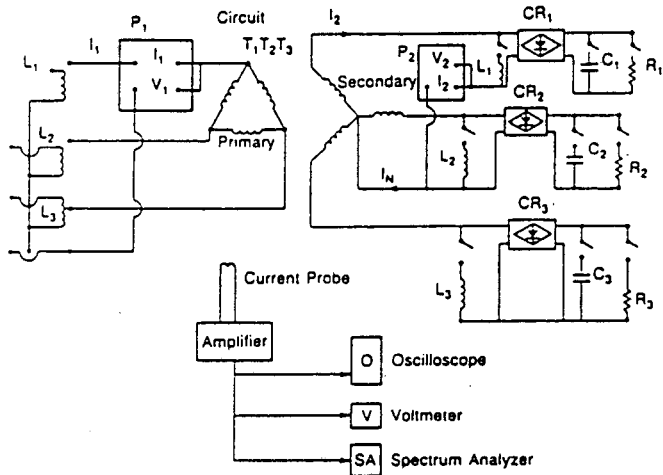 P1
Circuit
T1T2T3
L1
I1
I1
V1
L2
Primary
L3
I2
CR1
P2
V2
I2
L1
C1
R1
Secondary
CR2
IN
L2
C2
R2
CR3
L3
C3
R3
Current Probe
Amplifier
O Oscilloscope
V Voltmeter
SA Spectrum Analyzer